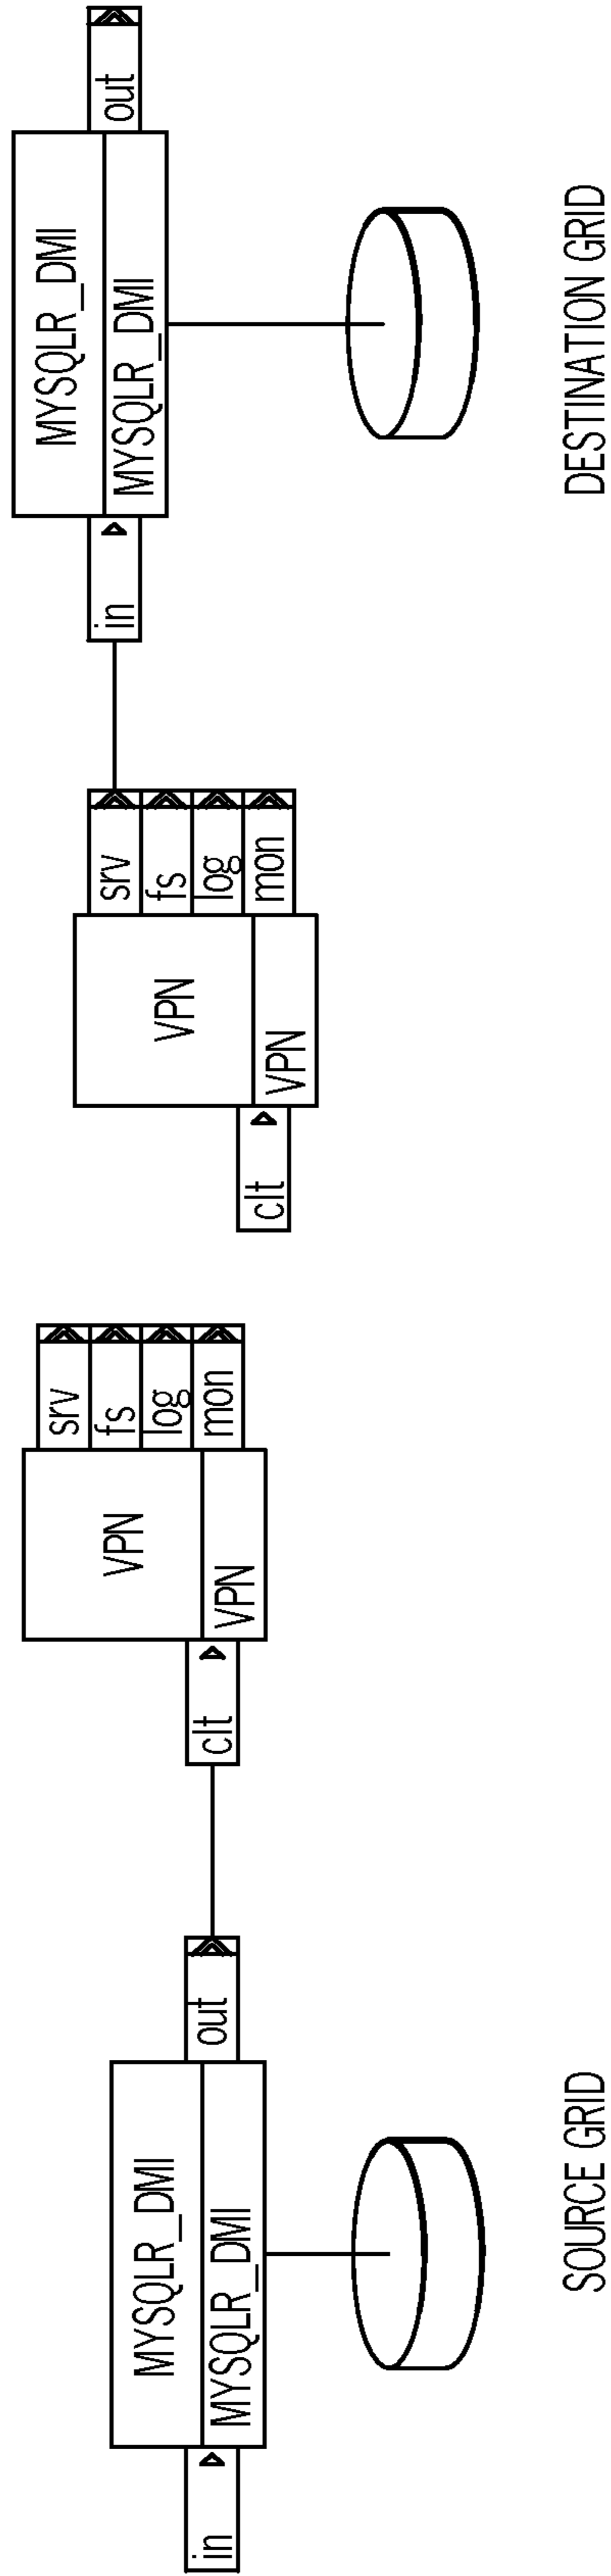 in
MYSQLR_DMI
MYSQLR_DMI
out
clt
VPN
VPN
srv
fs
log
mon
clt
VPN
VPN
srv
fs
log
mon
in
MYSQLR_DMI
MYSQLR_DMI
out
SOURCE GRID
DESTINATION GRID